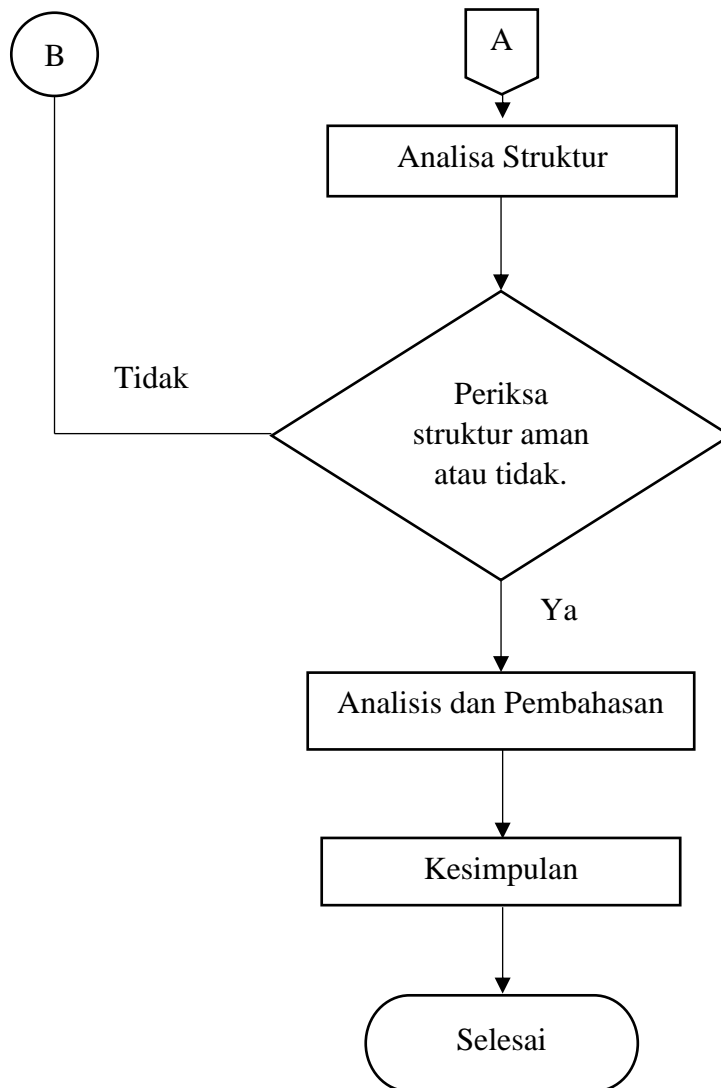 B
A
Analisa Struktur
Tidak
Periksa
struktur aman
atau tidak.
Ya
Analisis dan Pembahasan
Kesimpulan
Selesai